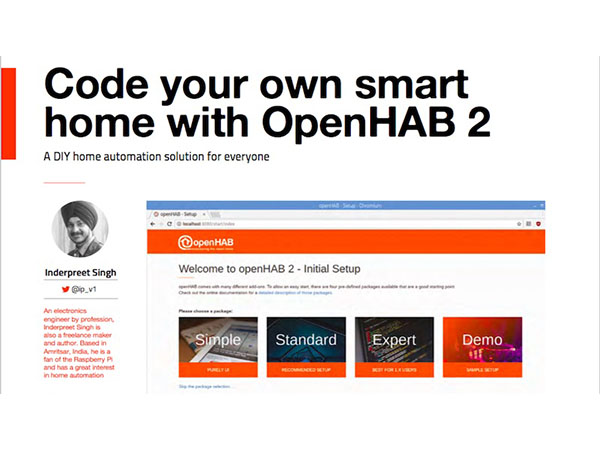 Code your own smart
home with OpenHAB 2
A DIY home automation solution for everyone
Inderpreet Singh
@ip_v1
An electronics
engineer by profession,
Inderpreet Singh is
also a freelance maker
and author. Based in
Amritsar, India, he is a
fan of the Raspberry Pi
and has a great interest
in home automation
openHAB - Setup - Chromium
openHAB - Setup
openHAB
empowering the smart home
Welcome to openHAB 2 - Initial Setup
openHAB comes with many different add-ons. To allow an easy start, there are four pre-defined packages available that are a good starting point.
Check out the online documentation for a detailed description of these packages.
Please choose a package:
Simple
Standard
Expert
Demo
PURELY UI
RECOMMENDED SETUP
BEST FOR 1.X USERS
SAMPLE SETUP
Skip the package selection